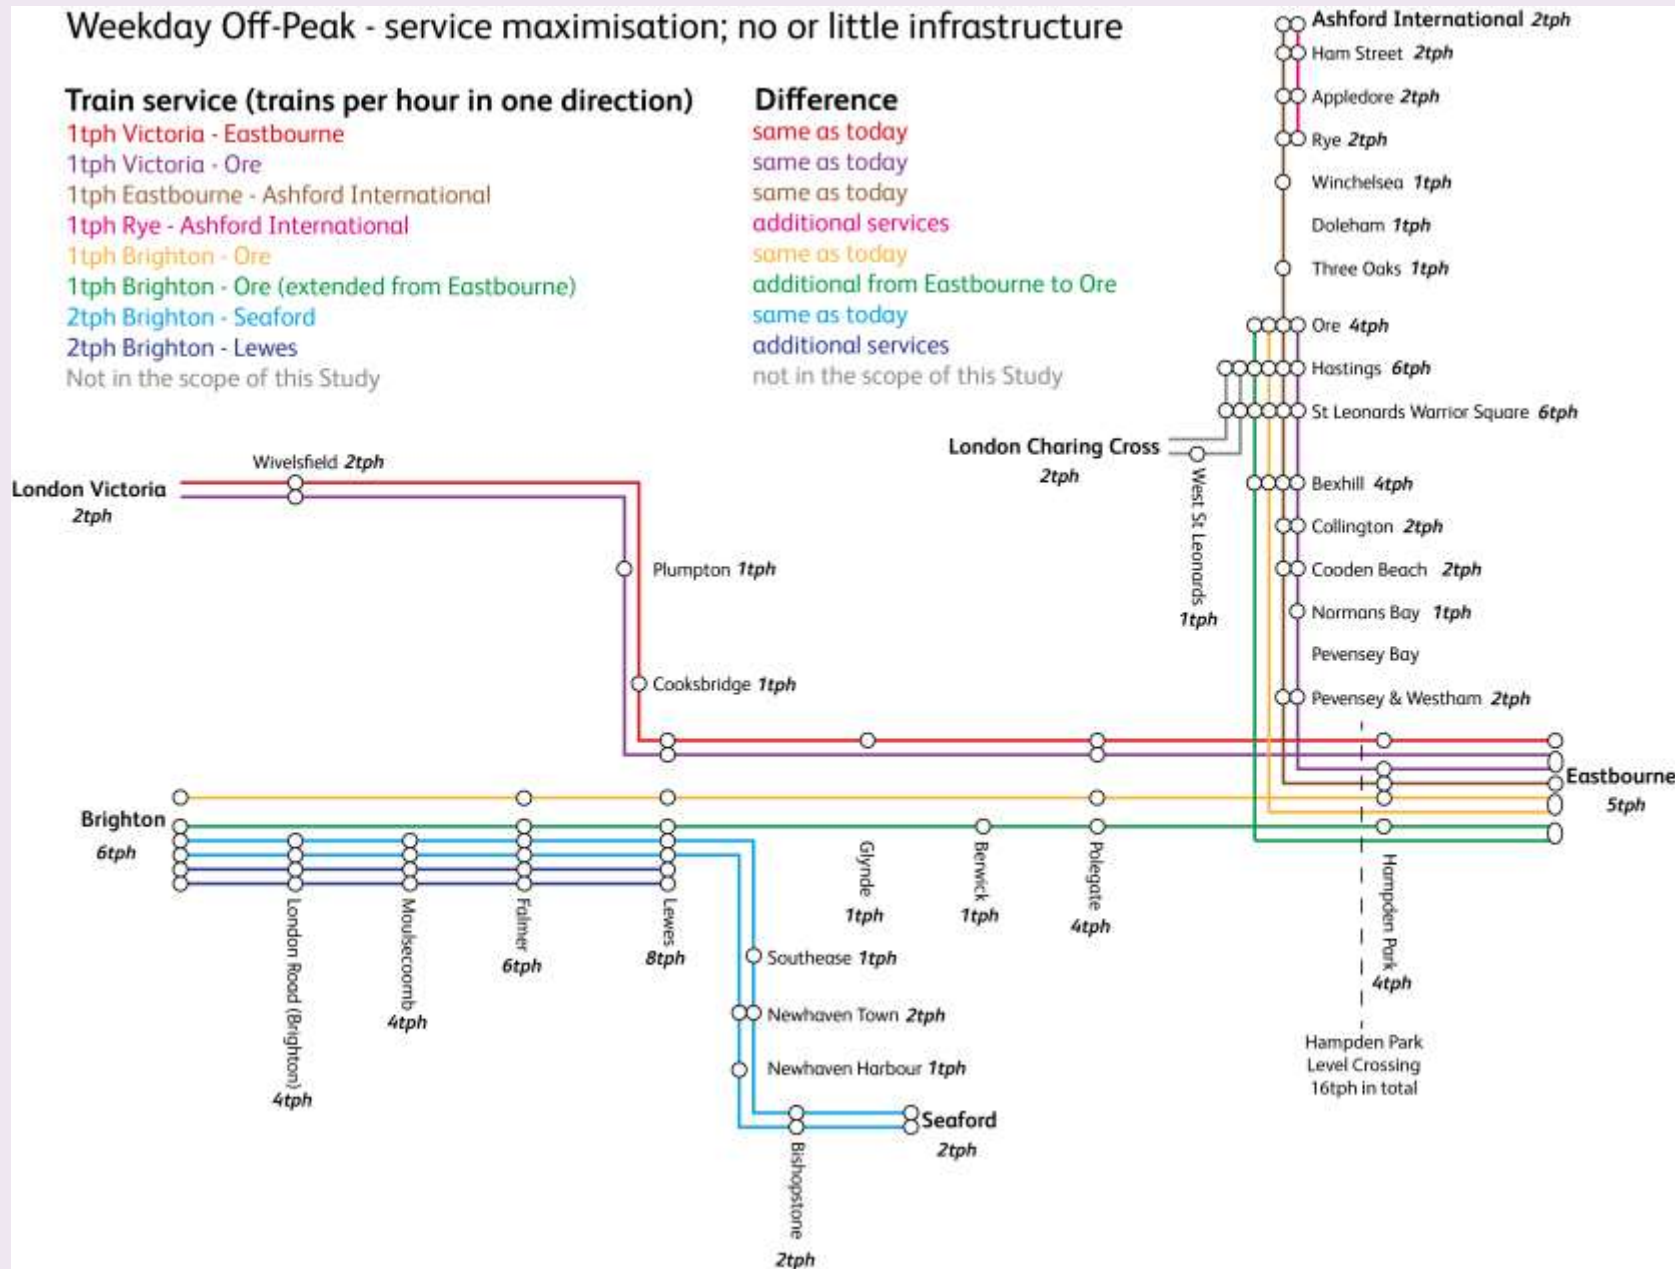 Weekday Off-Peak - service maximisation; no or little infrastructure
Train service (trains per hour in one direction)
1tph Victoria - Eastbourne
1tph Victoria - Ore
1tph Eastbourne - Ashford International
1tph Rye - Ashford International
1tph Brighton - Ore
1tph Brighton - Ore (extended from Eastbourne)
2tph Brighton - Seaford
2tph Brighton - Lewes
Not in the scope of this Study
Difference
same as today
same as today
same as today
additional services
same as today
additional from Eastbourne to Ore
same as today
additional services
not in the scope of this Study
Ashford International 2tph
Ham Street 2tph
Appledore 2tph
Rye 2tph
Winchelsea 1tph
Doleham 1tph
Three Oaks 1tph
Ore 4tph
Hastings 6tph
St Leonards Warrior Square 6tph
London Charing Cross
2tph
West St Leonards
1tph
Bexhill 4tph
Collington 2tph
Cooden Beach 2tph
Normans Bay 1tph
Pevensey Bay
Pevensey & Westham 2tph
London Victoria
2tph
Wivelsfield 2tph
Plumpton 1tph
Cooksbridge 1tph
Eastbourne
5tph
Brighton
6tph
London Road (Brighton)
4tph
Moulsecoomb
4tph
Falmer
6tph
Lewes
8tph
Glynde
1tph
Berwick
1tph
Polegate
4tph
Hampden Park
4tph
Hampden Park
Level Crossing
16tph in total
Southease 1tph
Newhaven Town 2tph
Newhaven Harbour 1tph
Seaford
2tph
Bishopstone
2tph